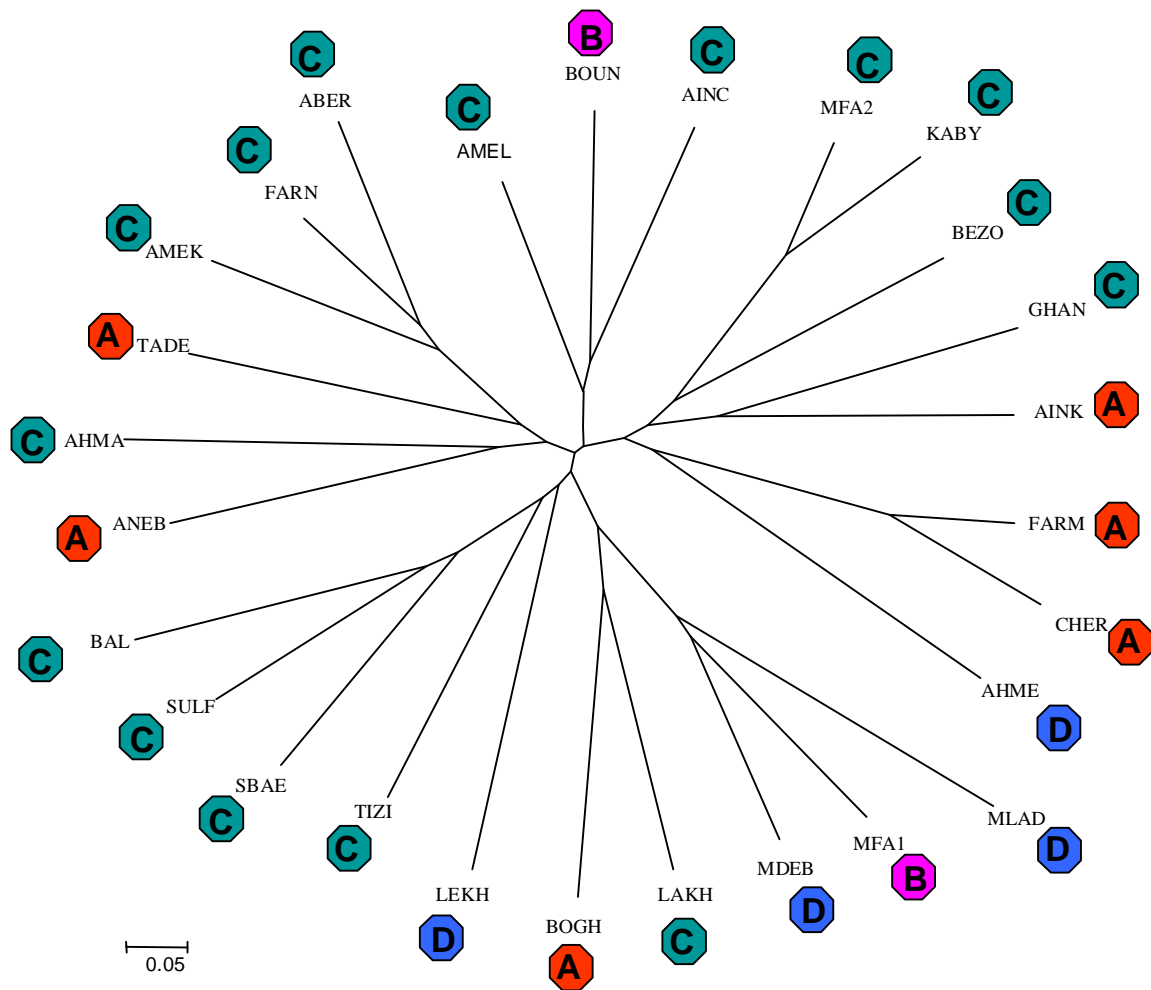 B
BOUN
C
AINC
C
MFA2
C
KABY
C
BEZO
C
GHAN
AINK
A
FARM
A
CHER
A
AHME
D
MLAD
D
MFA1
B
MDEB
D
LAKH
C
BOGH
A
LEKH
D
TIZI
C
SBAE
C
SULF
C
BAL
C
ANEB
A
C
AHMA
A
TADE
C
AMEK
C
FARN
C
ABER
C
AMEL
0.05